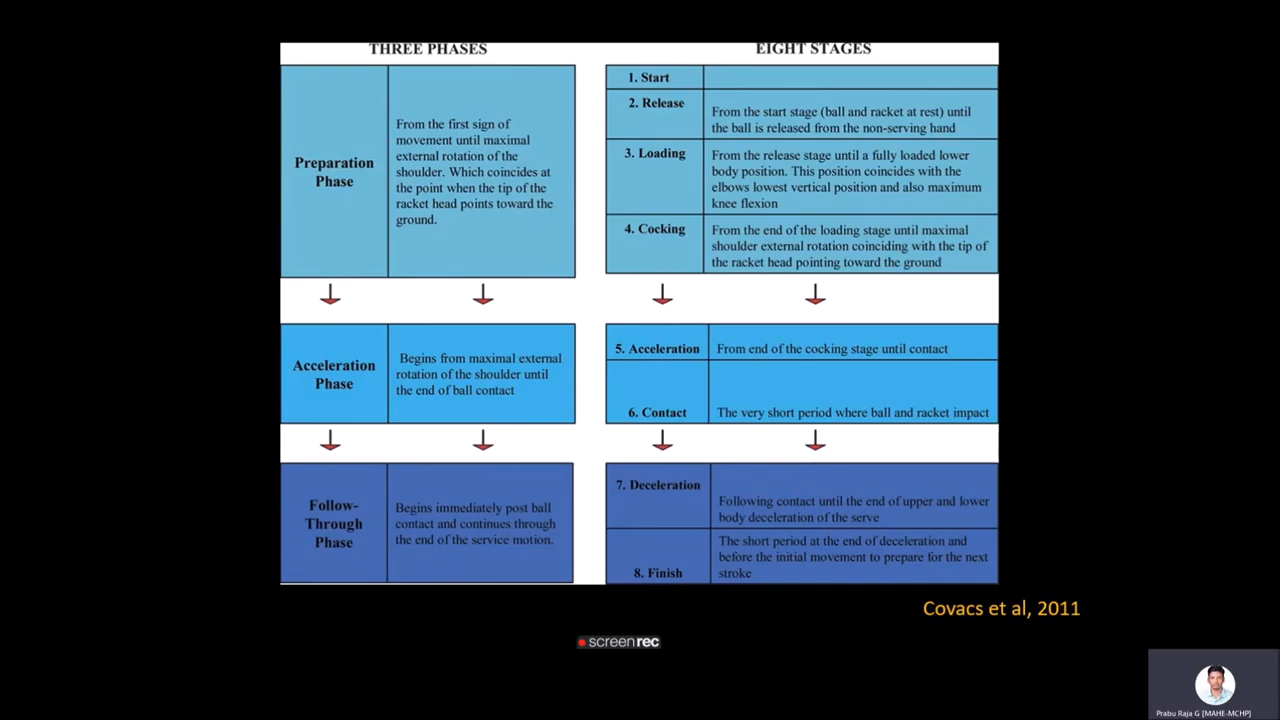 THREE PHASES
Preparation
Phase
From the first sign of
movement until maximal
external rotation of the
shoulder. Which coincides at
the point when the tip of the
racket head points toward the
ground.
Acceleration
Phase
Begins from maximal external
rotation of the shoulder until
the end of ball contact
Follow-
Through
Phase
Begins immediately post ball
contact and continues through
the end of the service motion.
EIGHT STAGES
1. Start
2. Release
From the start stage (ball and racket at rest) until
the ball is released from the non-serving hand
3. Loading
From the release stage until a fully loaded lower
body position. This position coincides with the
elbows lowest vertical position and also maximum
knee flexion
4. Cocking
From the end of the loading stage until maximal
shoulder external rotation coinciding with the tip of
the racket head pointing toward the ground
5. Acceleration
From end of the cocking stage until contact
6. Contact
The very short period where ball and racket impact
7. Deceleration
Following contact until the end of upper and lower
body deceleration of the serve
8. Finish
The short period at the end of deceleration and
before the initial movement to prepare for the next
stroke
Covacs et al, 2011
screenrec
Prabu Raja G [MAHE-MCHP]